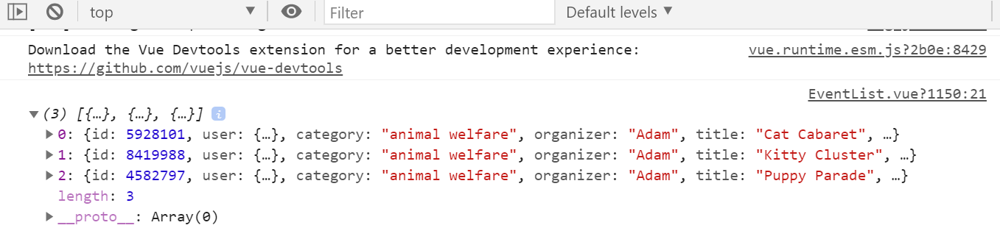 top
Filter
Default levels
Download the Vue Devtools extension for a better development experience: vue.runtime.esm.js?2b0e:8429
https://github.com/vuejs/vue-devtools
EventList.vue?1150:21
(3) [{…}, {…}, {…}] i
0: {id: 5928101, user: {…}, category: "animal welfare", organizer: "Adam", title: "Cat Cabaret", …}
1: {id: 8419988, user: {…}, category: "animal welfare", organizer: "Adam", title: "Kitty Cluster", …}
2: {id: 4582797, user: {…}, category: "animal welfare", organizer: "Adam", title: "Puppy Parade", …}
length: 3
__proto__: Array(0)